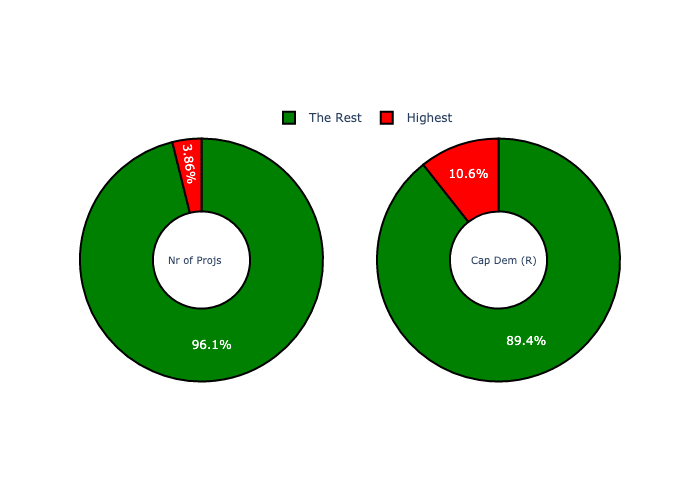 The Rest
Highest
3.86%
Nr of Projs
96.1%
10.6%
Cap Dem (R)
89.4%